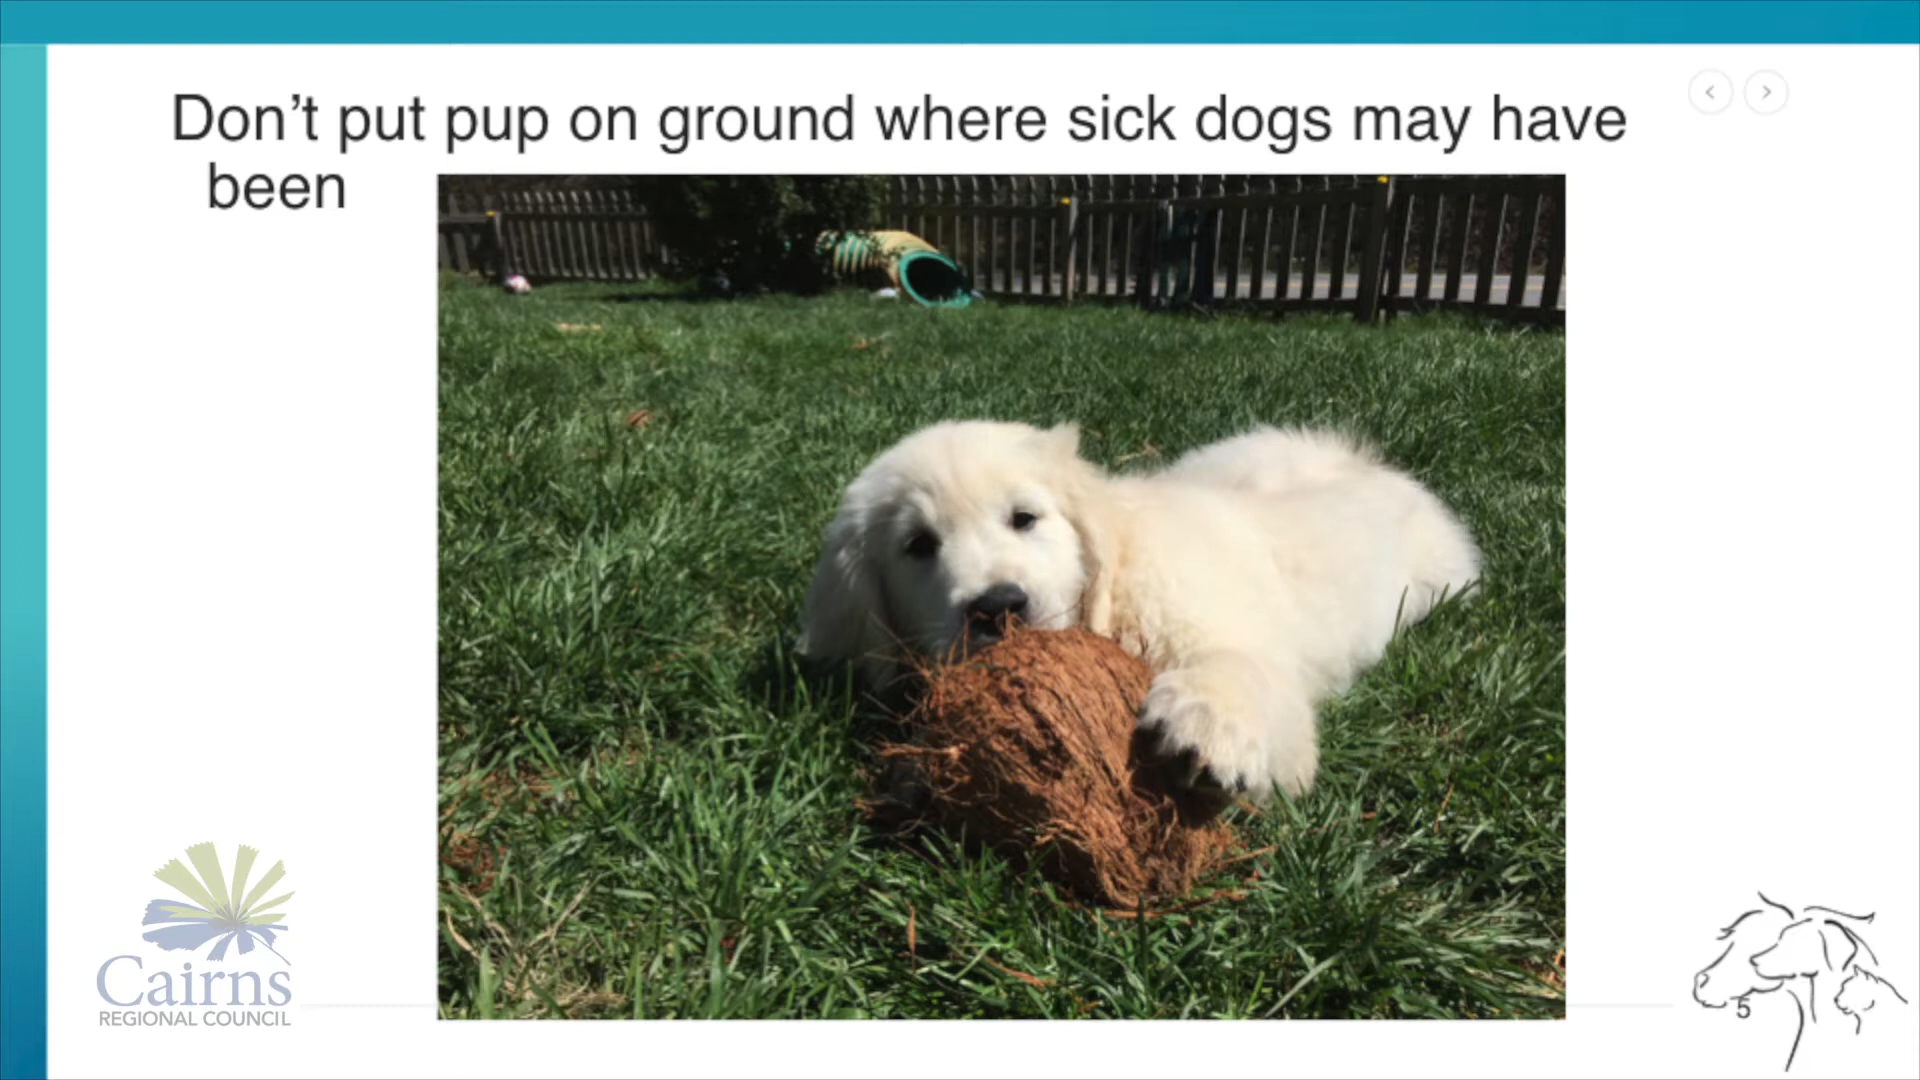 Don't put pup on ground where sick dogs may have
been
Cairns
REGIONAL COUNCIL
5